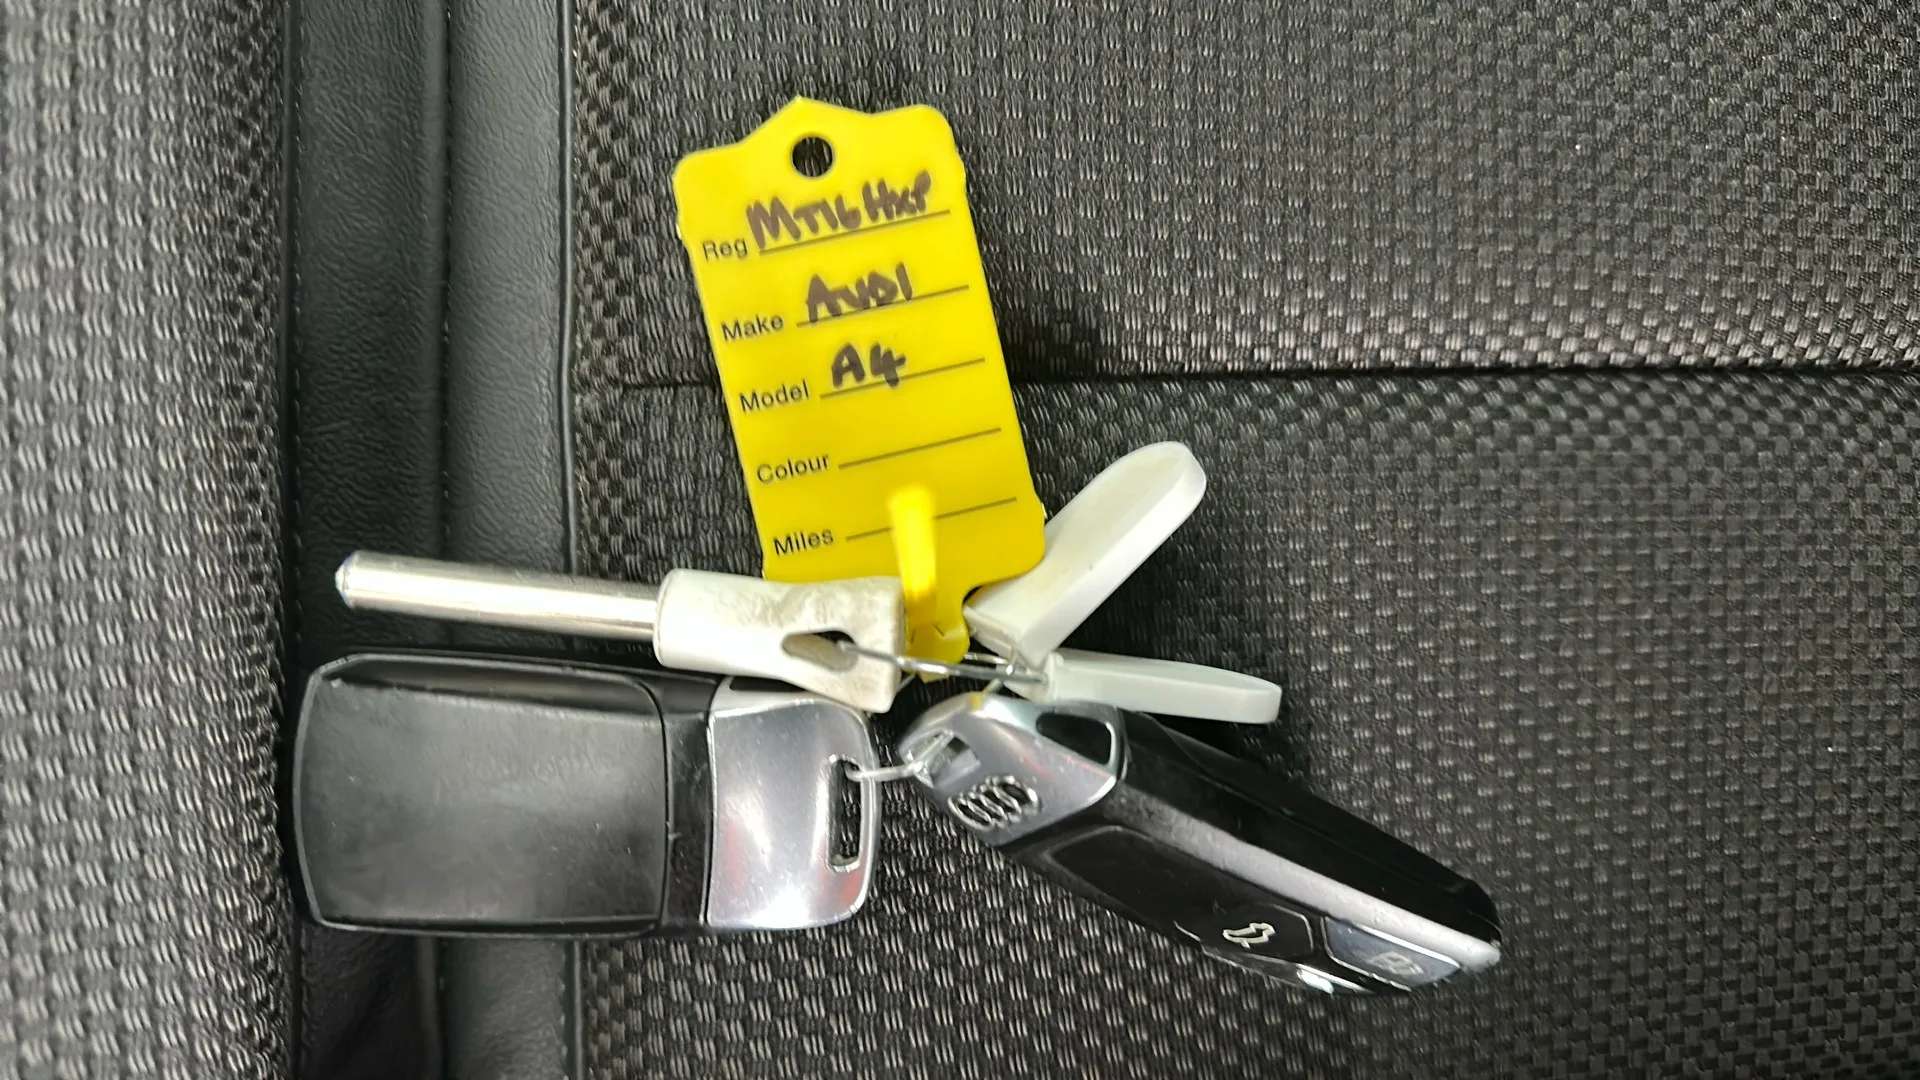 Reg MT16 HXP
Make AUDI
Model A4
Colour
Miles